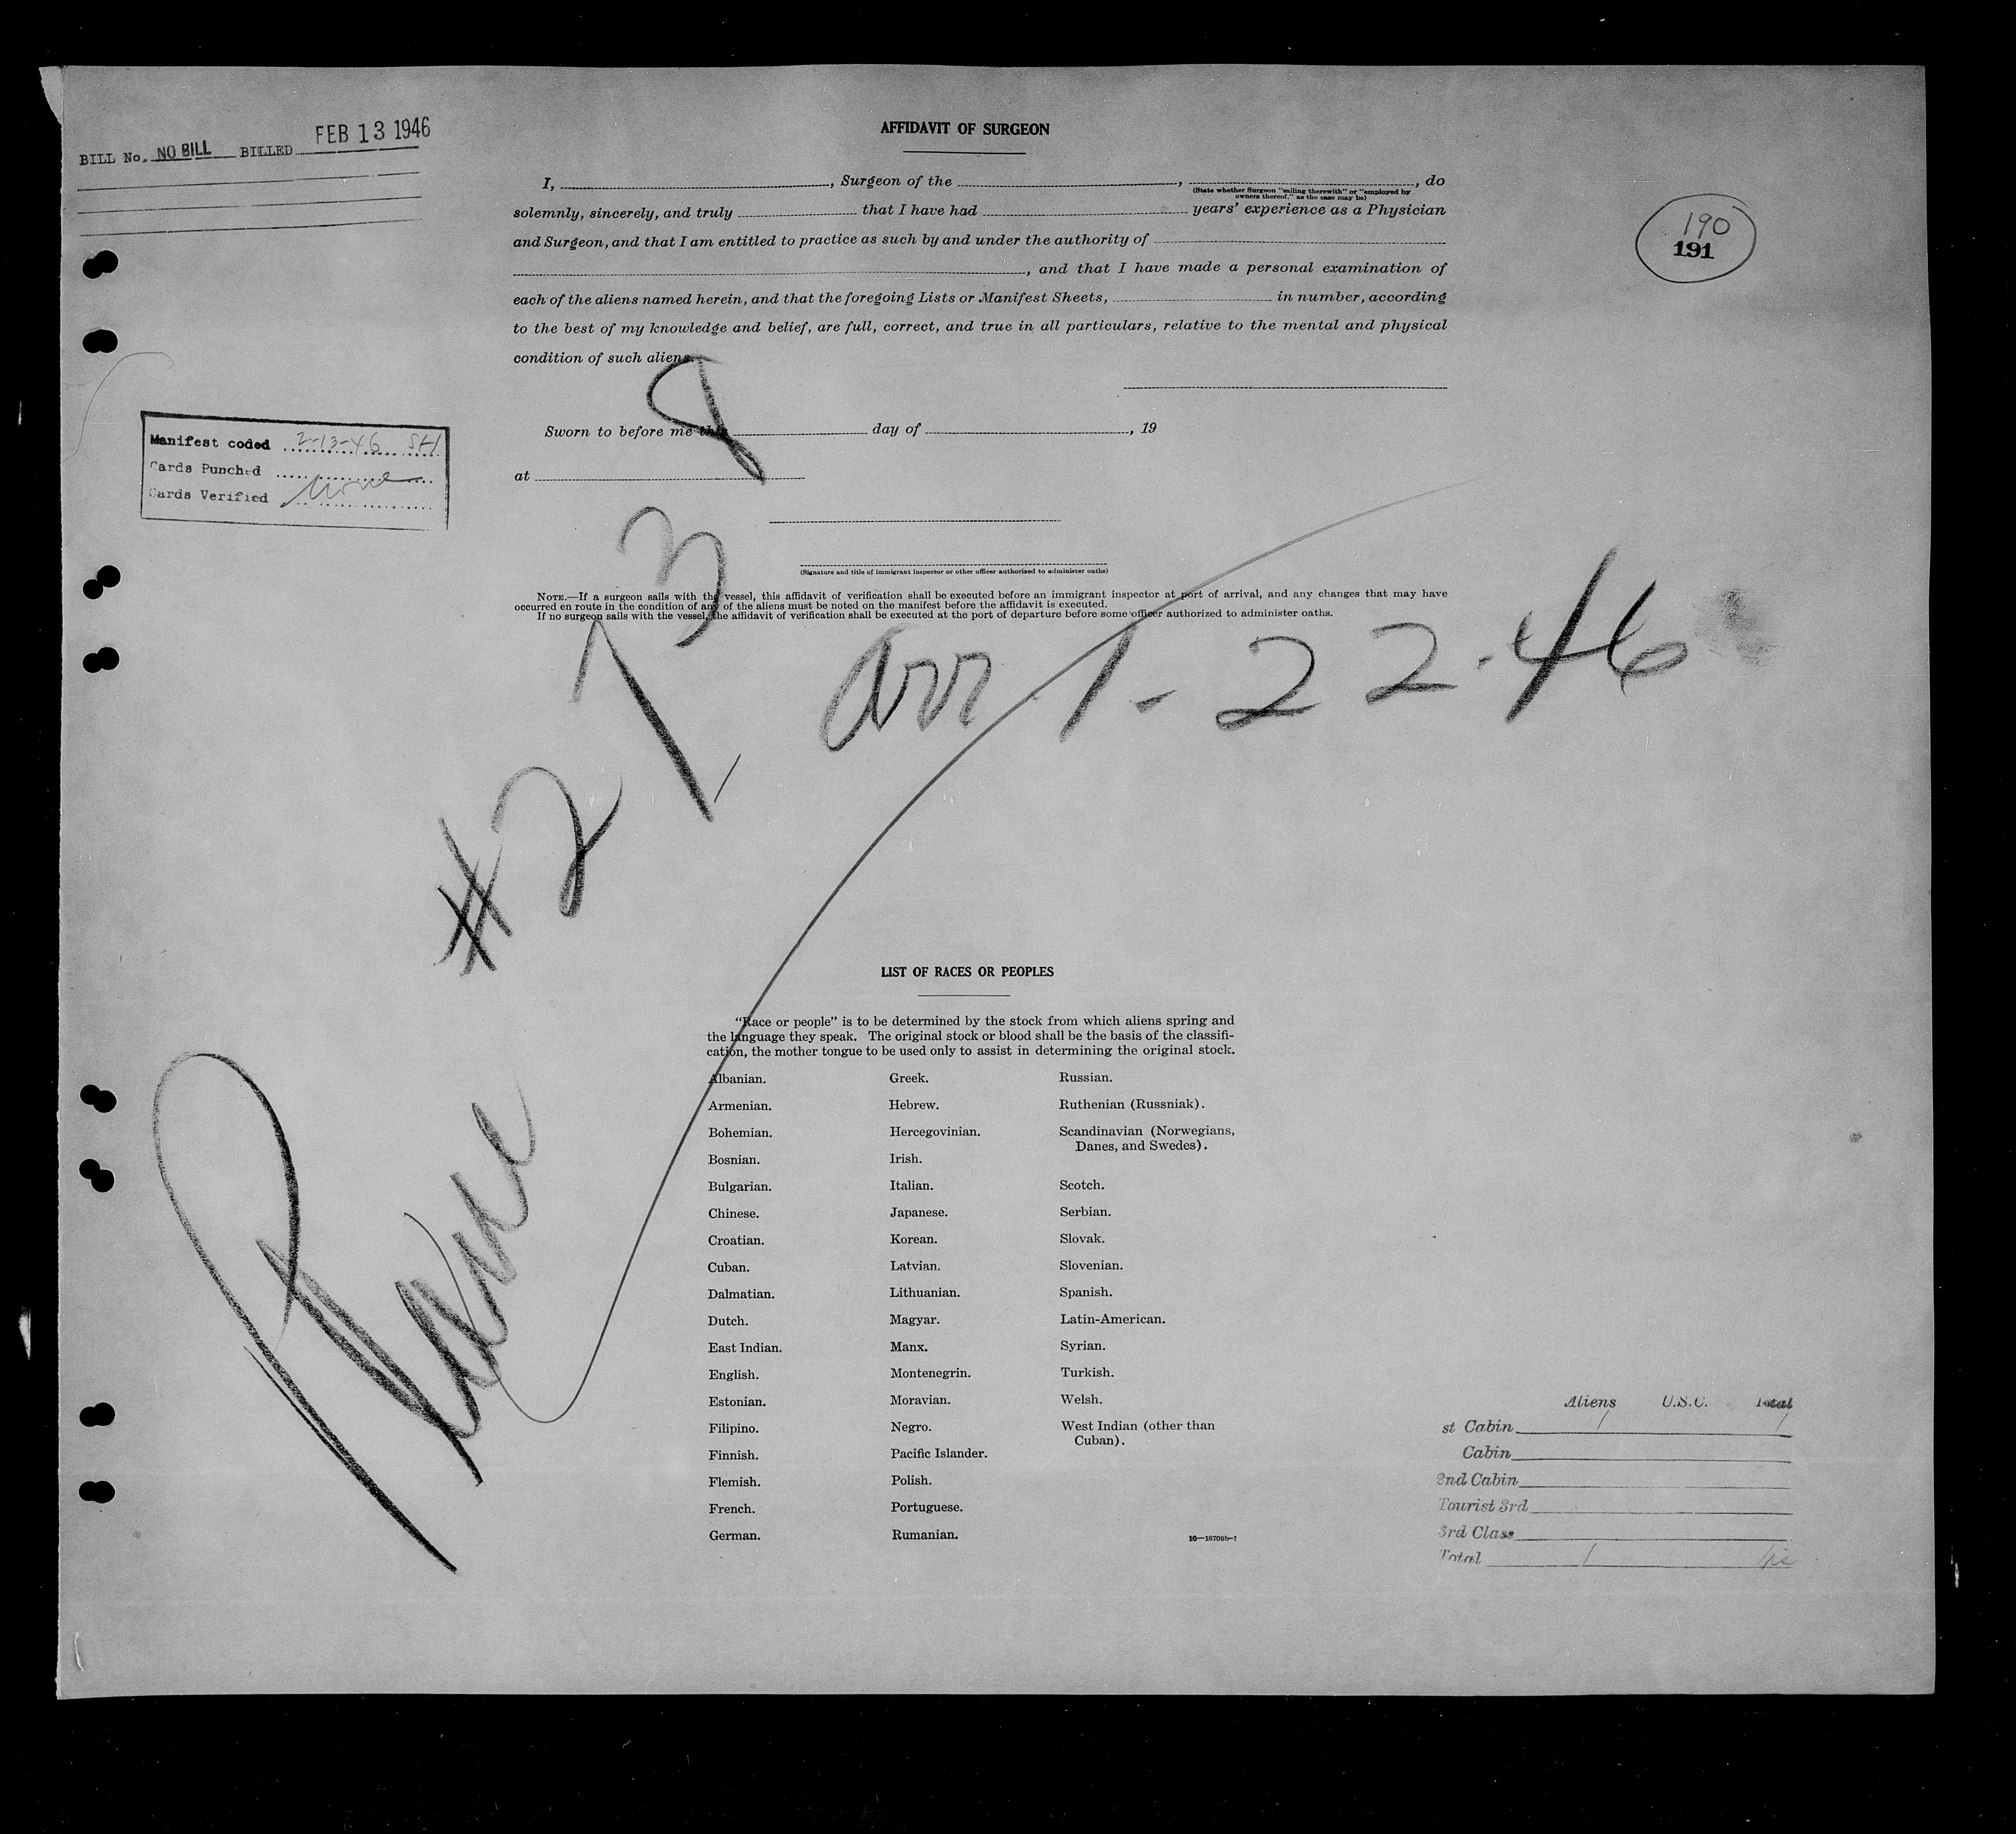 BILL No. NO BILL BILLED FEB 13 1946
AFFIDAVIT OF SURGEON
I, , Surgeon of the , , do
(State whether Surgeon "sailing therewith" or "employed by
owners thereof," as the case may be)
solemnly, sincerely, and truly that I have had years' experience as a Physician
and Surgeon, and that I am entitled to practice as such by and under the authority of
, and that I have made a personal examination of
each of the aliens named herein, and that the foregoing Lists or Manifest Sheets, in number, according
to the best of my knowledge and belief, are full, correct, and true in all particulars, relative to the mental and physical
condition of such aliens.
190
191
Manifest coded 2-13-46 SH
Cards Punched
Cards Verified none
Sworn to before me this day of , 19
at
(Signature and title of immigrant inspector or other officer authorized to administer oaths)
NOTE.—If a surgeon sails with the vessel, this affidavit of verification shall be executed before an immigrant inspector at port of arrival, and any changes that may have
occurred en route in the condition of any of the aliens must be noted on the manifest before the affidavit is executed.
If no surgeon sails with the vessel, the affidavit of verification shall be executed at the port of departure before some officer authorized to administer oaths.
Plane #2738
arr 1-22-46
LIST OF RACES OR PEOPLES
"Race or people" is to be determined by the stock from which aliens spring and
the language they speak. The original stock or blood shall be the basis of the classifi-
cation, the mother tongue to be used only to assist in determining the original stock.
Albanian.
Armenian.
Bohemian.
Bosnian.
Bulgarian.
Chinese.
Croatian.
Cuban.
Dalmatian.
Dutch.
East Indian.
English.
Estonian.
Filipino.
Finnish.
Flemish.
French.
German.
Greek.
Hebrew.
Hercegovinian.
Irish.
Italian.
Japanese.
Korean.
Latvian.
Lithuanian.
Magyar.
Manx.
Montenegrin.
Moravian.
Negro.
Pacific Islander.
Polish.
Portuguese.
Rumanian.
Russian.
Ruthenian (Russniak).
Scandinavian (Norwegians,
Danes, and Swedes).
Scotch.
Serbian.
Slovak.
Slovenian.
Spanish.
Latin-American.
Syrian.
Turkish.
Welsh.
West Indian (other than
Cuban).
16—18709b-1
Aliens U.S.C. Total
st Cabin 1 1
Cabin
2nd Cabin
Tourist 3rd
3rd Class
Total 1 1